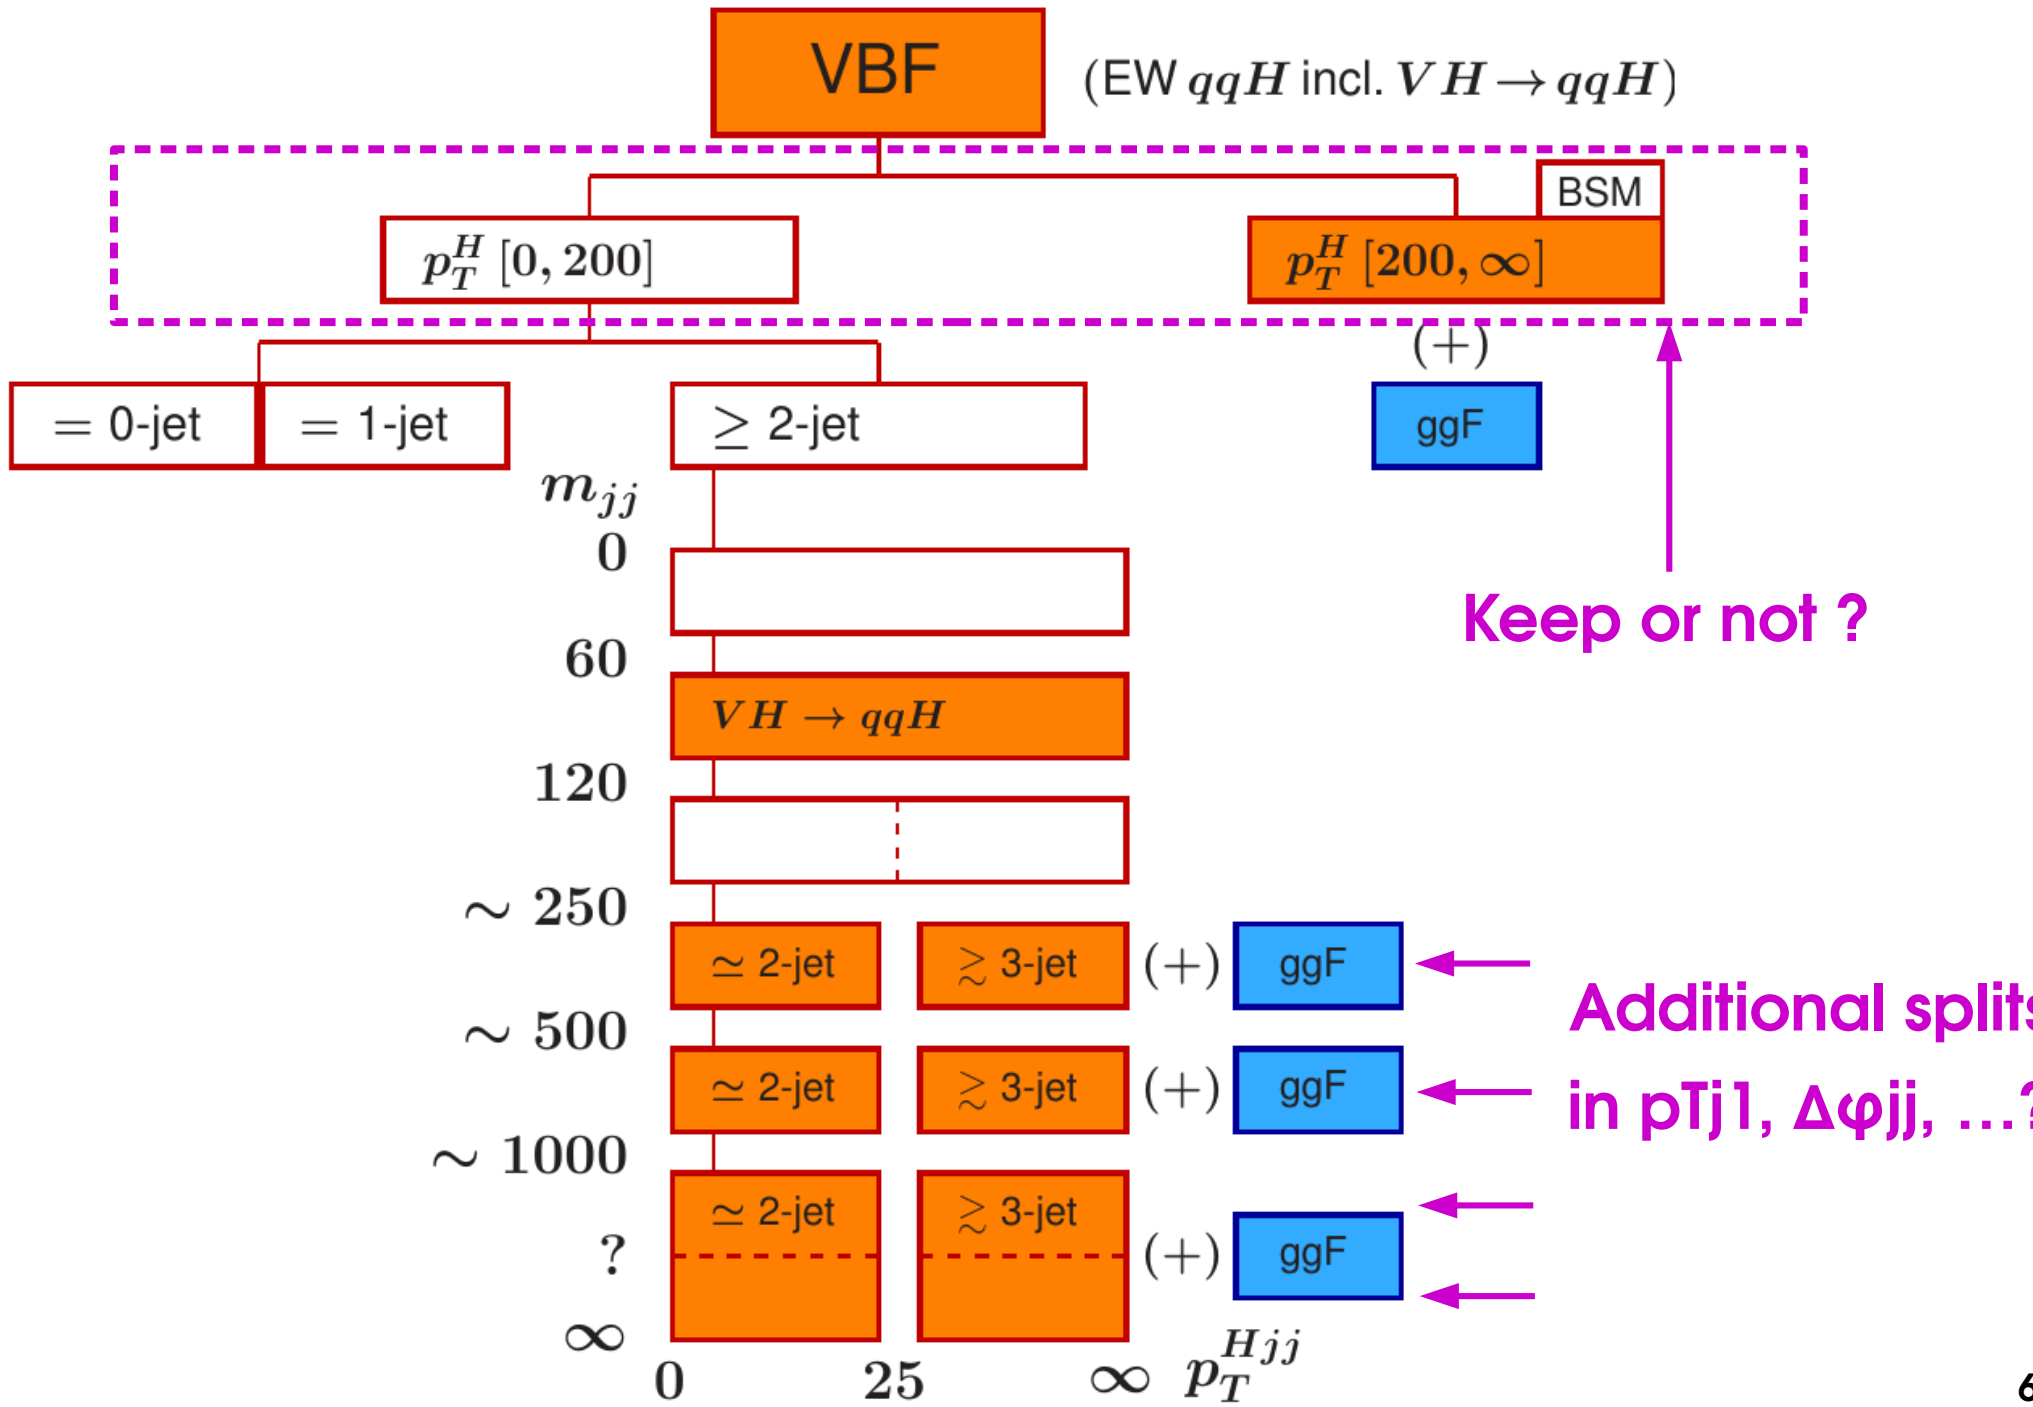 VBF
(EW qqH incl. VH → qqH)
BSM
p_T^H [0, 200]
p_T^H [200, ∞]
(+)
= 0-jet
= 1-jet
≥ 2-jet
ggF
m_jj
0
Keep or not ?
60
VH → qqH
120
∼ 250
≃ 2-jet
≳ 3-jet
(+)
ggF
Additional splits
∼ 500
≃ 2-jet
≳ 3-jet
(+)
ggF
in pTj1, Δφjj, ...?
∼ 1000
≃ 2-jet
≳ 3-jet
?
(+)
ggF
∞
0
25
∞
p_T^Hjj
6